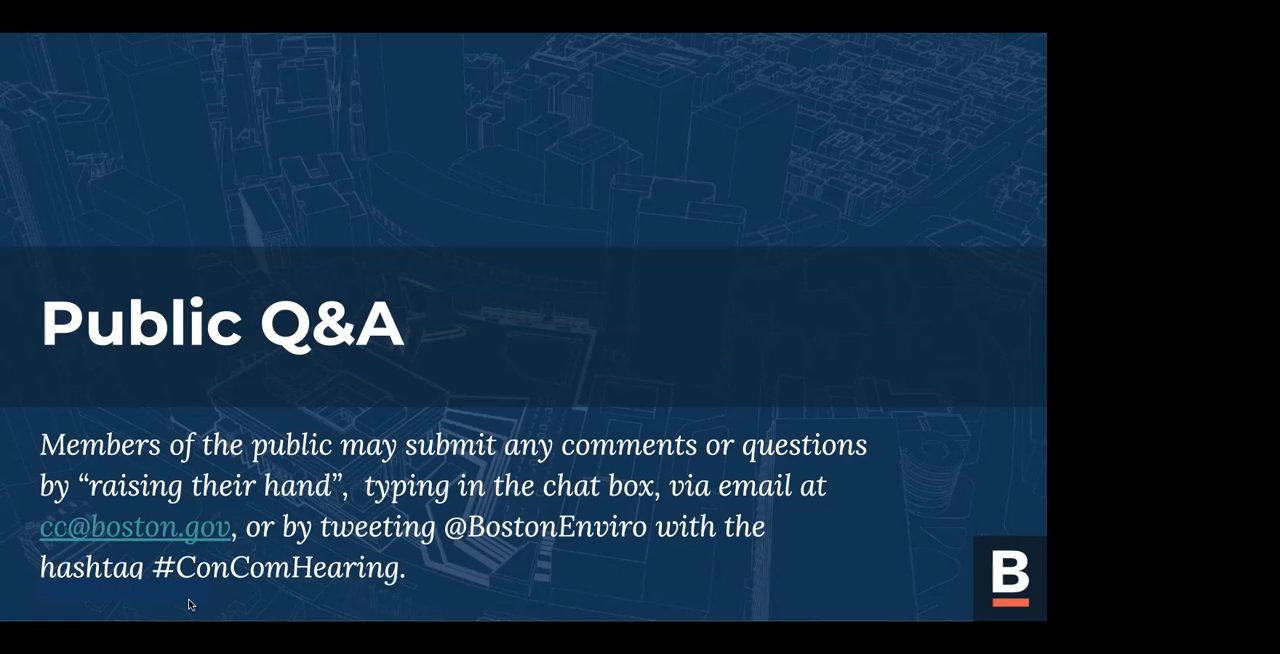 Public Q&A
Members of the public may submit any comments or questions
by “raising their hand”,  typing in the chat box, via email at
cc@boston.gov, or by tweeting @BostonEnviro with the
hashtag #ConComHearing.
B